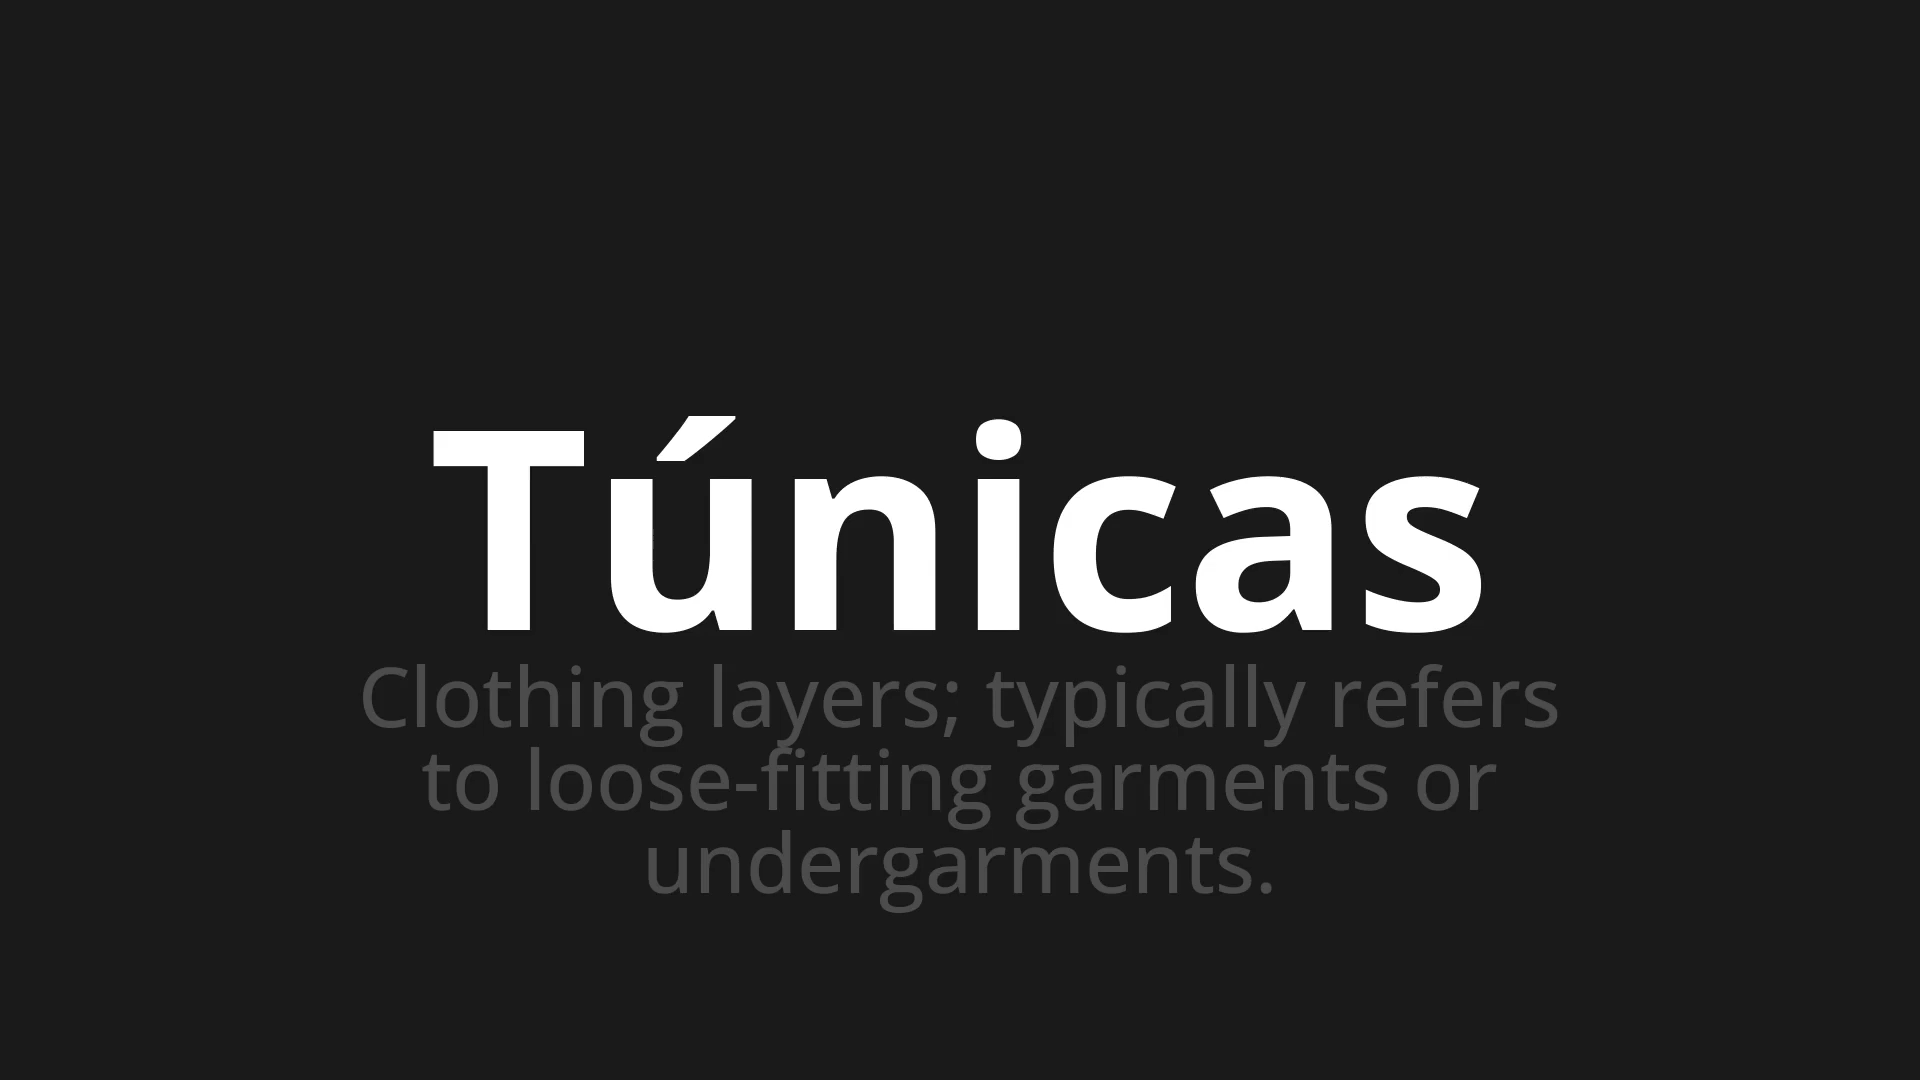 Túnicas
Clothing layers; typically refers
to loose-fitting garments or
undergarments.